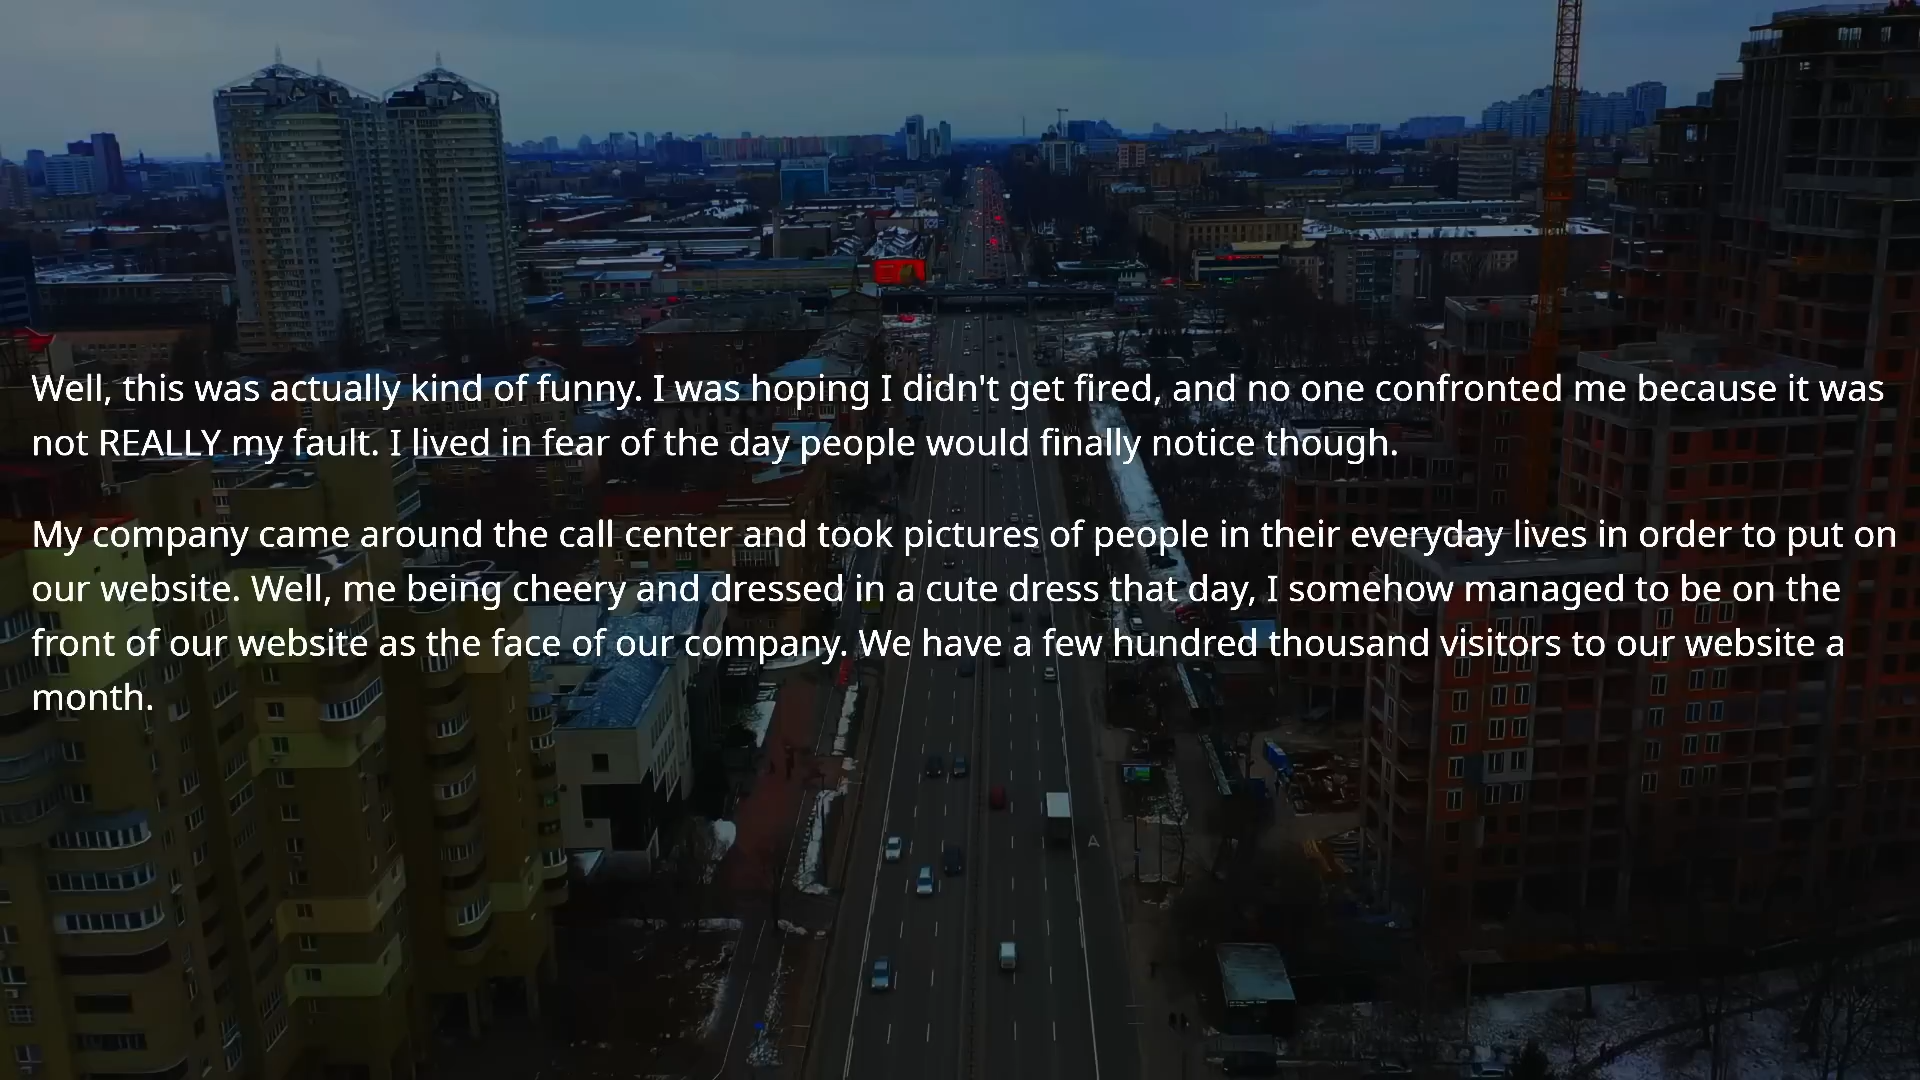 Well, this was actually kind of funny. I was hoping I didn't get fired, and no one confronted me because it was
not REALLY my fault. I lived in fear of the day people would finally notice though.
My company came around the call center and took pictures of people in their everyday lives in order to put on
our website. Well, me being cheery and dressed in a cute dress that day, I somehow managed to be on the
front of our website as the face of our company. We have a few hundred thousand visitors to our website a
month.